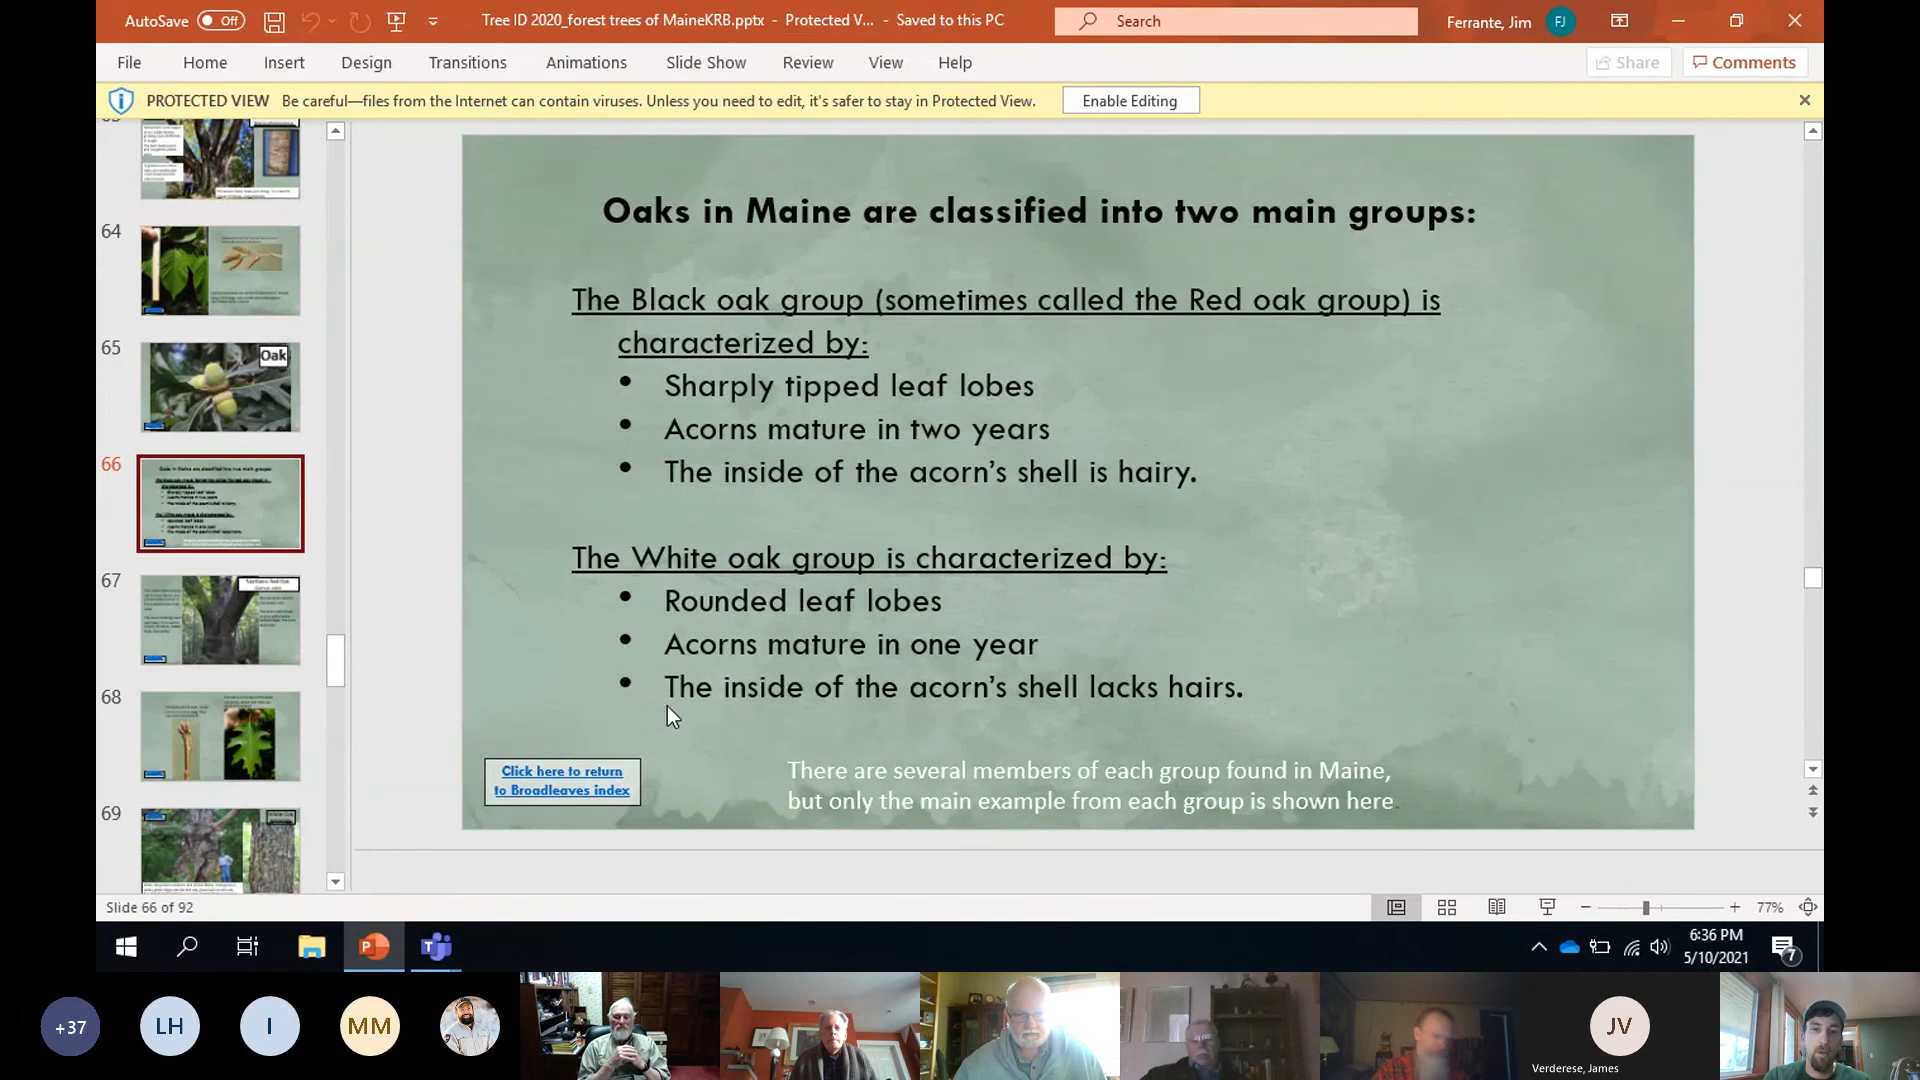 AutoSave Off Tree ID 2020_forest trees of MaineKRB.pptx - Protected V... - Saved to this PC Search Ferrante, Jim FJ
File Home Insert Design Transitions Animations Slide Show Review View Help Share Comments
PROTECTED VIEW Be careful—files from the Internet can contain viruses. Unless you need to edit, it's safer to stay in Protected View. Enable Editing
64
65
Oak
66
67
68
69
Oaks in Maine are classified into two main groups:
The Black oak group (sometimes called the Red oak group) is
characterized by:
• Sharply tipped leaf lobes
• Acorns mature in two years
• The inside of the acorn's shell is hairy.
The White oak group is characterized by:
• Rounded leaf lobes
• Acorns mature in one year
• The inside of the acorn's shell lacks hairs.
Click here to return
to Broadleaves index
There are several members of each group found in Maine,
but only the main example from each group is shown here.
Slide 66 of 92
77%
6:36 PM
5/10/2021
7
+37 LH I MM JV
Verderese, James